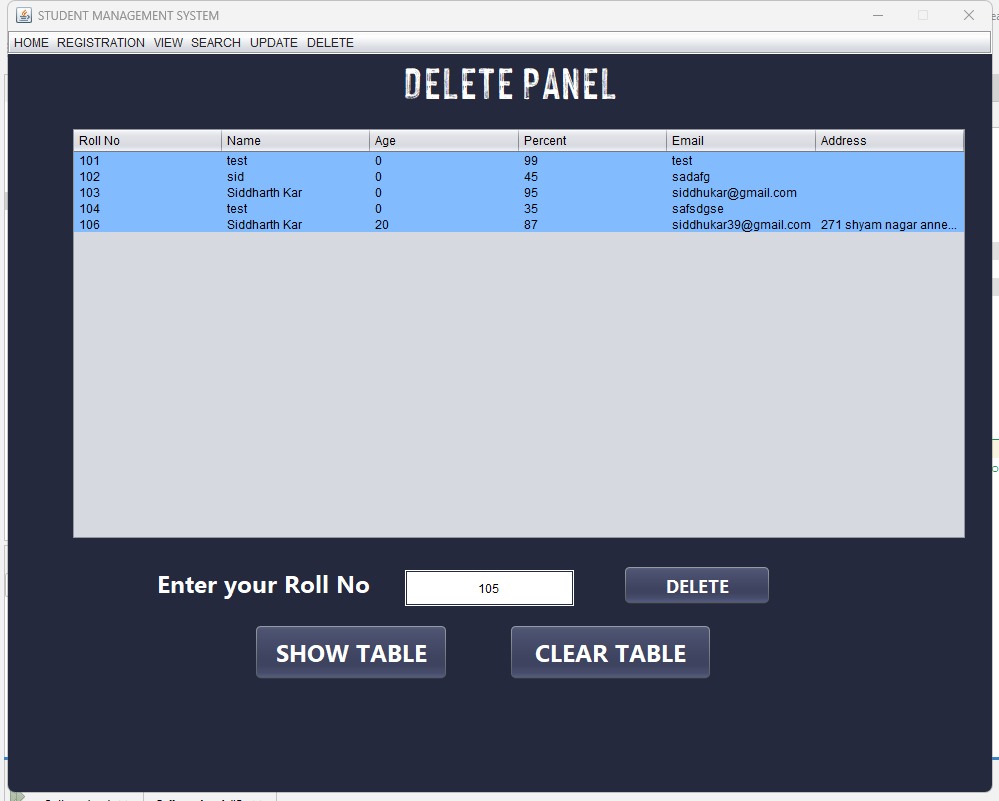 STUDENT MANAGEMENT SYSTEM
HOME REGISTRATION VIEW SEARCH UPDATE DELETE
DELETE PANEL
Roll No Name Age Percent Email Address
101 test 0 99 test
102 sid 0 45 sadafg
103 Siddharth Kar 0 95 siddhukar@gmail.com
104 test 0 35 safsdgse
106 Siddharth Kar 20 87 siddhukar39@gmail.com 271 shyam nagar anne...
Enter your Roll No 105 DELETE
SHOW TABLE CLEAR TABLE